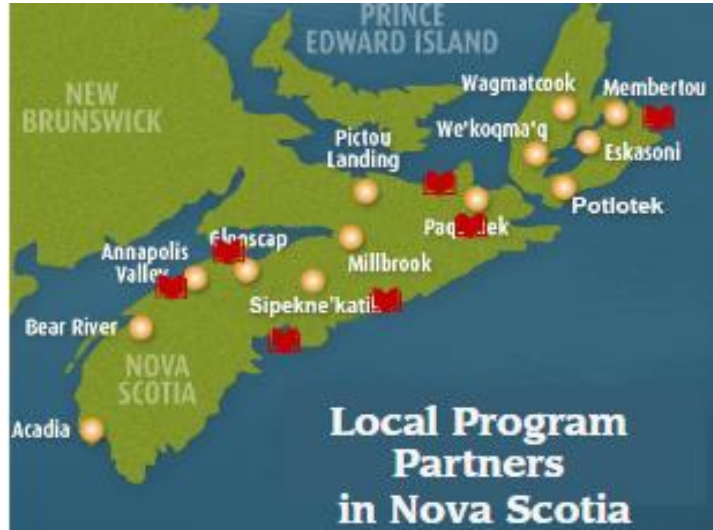 PRINCE
EDWARD ISLAND
NEW
BRUNSWICK
Wagmatcook
Membertou
We'koqma'q
Pictou
Landing
Eskasoni
Potlotek
Annapolis
Valley
Millbrook
Bear River
NOVA
SCOTIA
Acadia
Local Program
Partners
in Nova Scotia